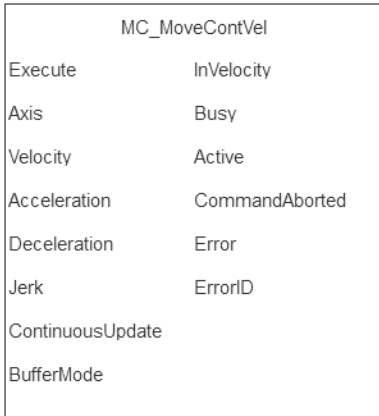 MC_MoveContVel
Execute InVelocity
Axis Busy
Velocity Active
Acceleration CommandAborted
Deceleration Error
Jerk ErrorID
ContinuousUpdate
BufferMode